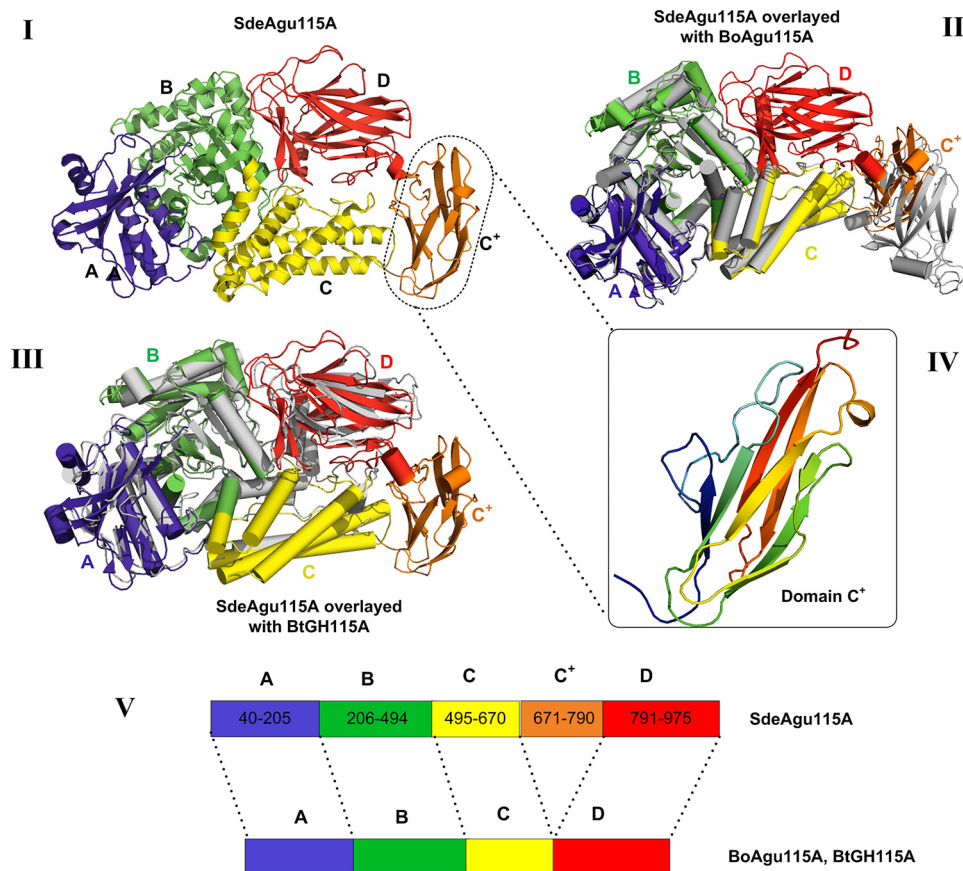 I
SdeAgu115A
B
D
A
C
C+
SdeAgu115A overlayed
with BoAgu115A
II
B
D
C+
A
C
III
B
D
A
C
C+
SdeAgu115A overlayed
with BtGH115A
IV
Domain C+
V
A B C C+ D
40-205 206-494 495-670 671-790 791-975 SdeAgu115A
A B C D
BoAgu115A, BtGH115A